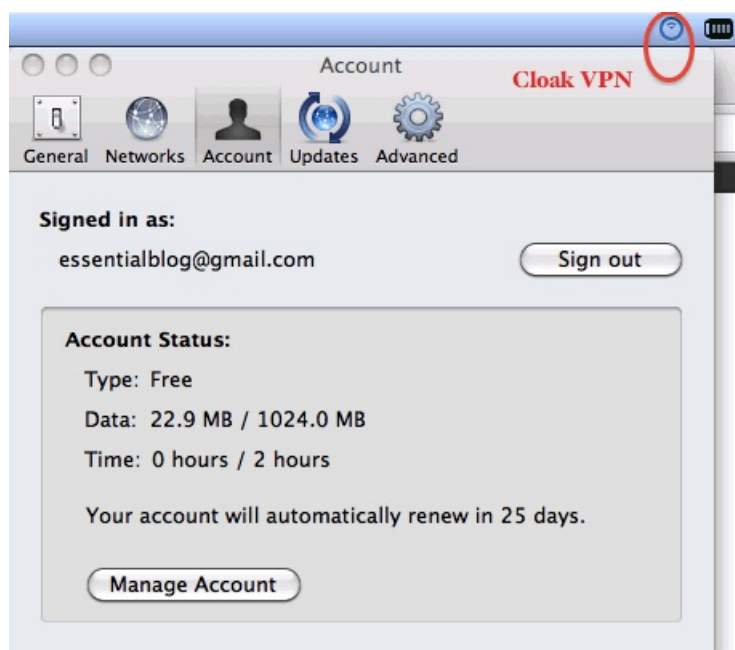 Account
Cloak VPN
General Networks Account Updates Advanced
Signed in as:
essentialblog@gmail.com
Sign out
Account Status:
Type: Free
Data: 22.9 MB / 1024.0 MB
Time: 0 hours / 2 hours
Your account will automatically renew in 25 days.
Manage Account